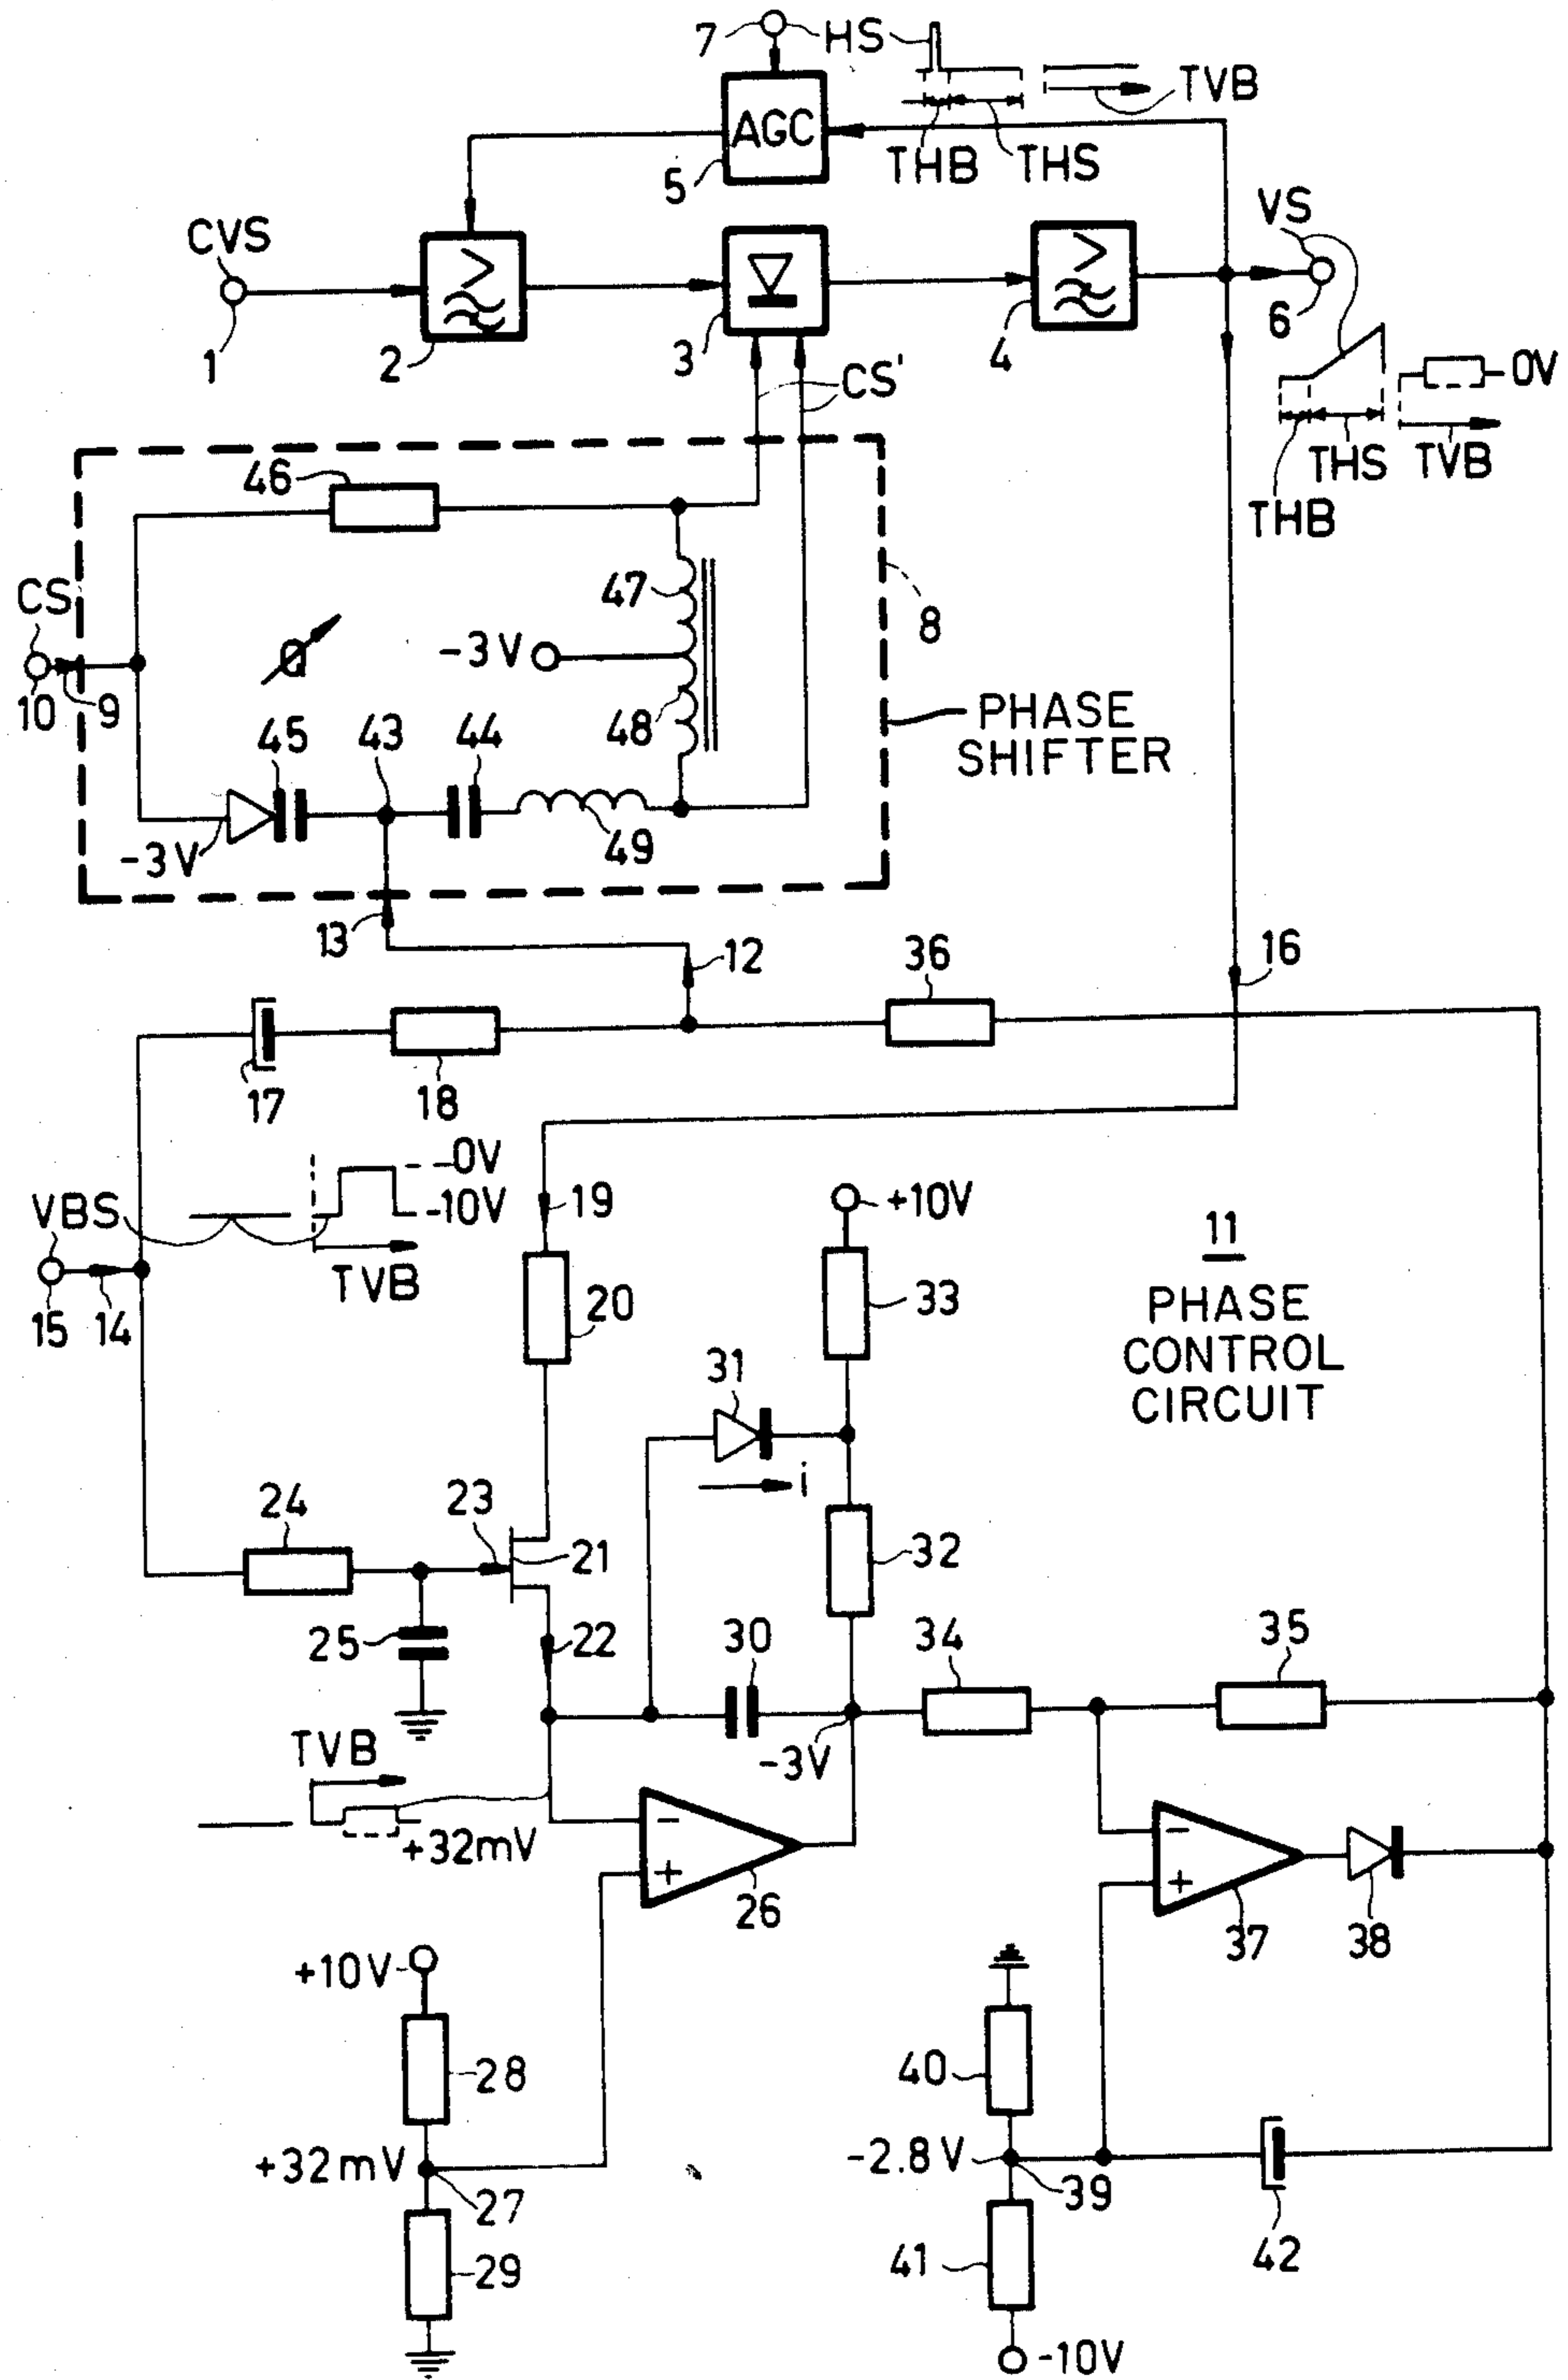 7
HS
TVB
AGC
5
THB
THS
CVS
VS
1
2
3
4
6
CS'
0V
THS
TVB
THB
46
CS
47
-3V
8
10
9
45
43
44
48
PHASE
SHIFTER
-3V
49
13
12
36
16
17
18
-0V
-10V
VBS
TVB
15
14
19
+10V
11
20
33
PHASE
CONTROL
CIRCUIT
31
i
24
23
21
32
25
22
30
34
35
-3V
TVB
+32mV
-
+
26
-
+
37
38
+10V
28
40
+32mV
27
-2.8V
39
29
41
42
-10V